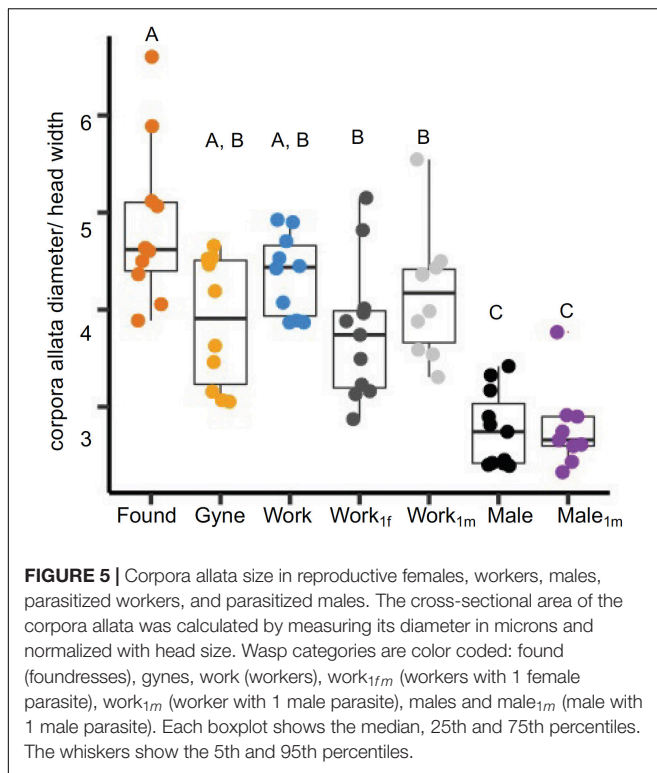 A
6
A, B
A, B
B
B
5
4
C
C
3
corpora allata diameter/ head width
Found Gyne Work Work1f Work1m Male Male1m
FIGURE 5 | Corpora allata size in reproductive females, workers, males,
parasitized workers, and parasitized males. The cross-sectional area of the
corpora allata was calculated by measuring its diameter in microns and
normalized with head size. Wasp categories are color coded: found
(foundresses), gynes, work (workers), work1fm (workers with 1 female
parasite), work1m (worker with 1 male parasite), males and male1m (male with
1 male parasite). Each boxplot shows the median, 25th and 75th percentiles.
The whiskers show the 5th and 95th percentiles.